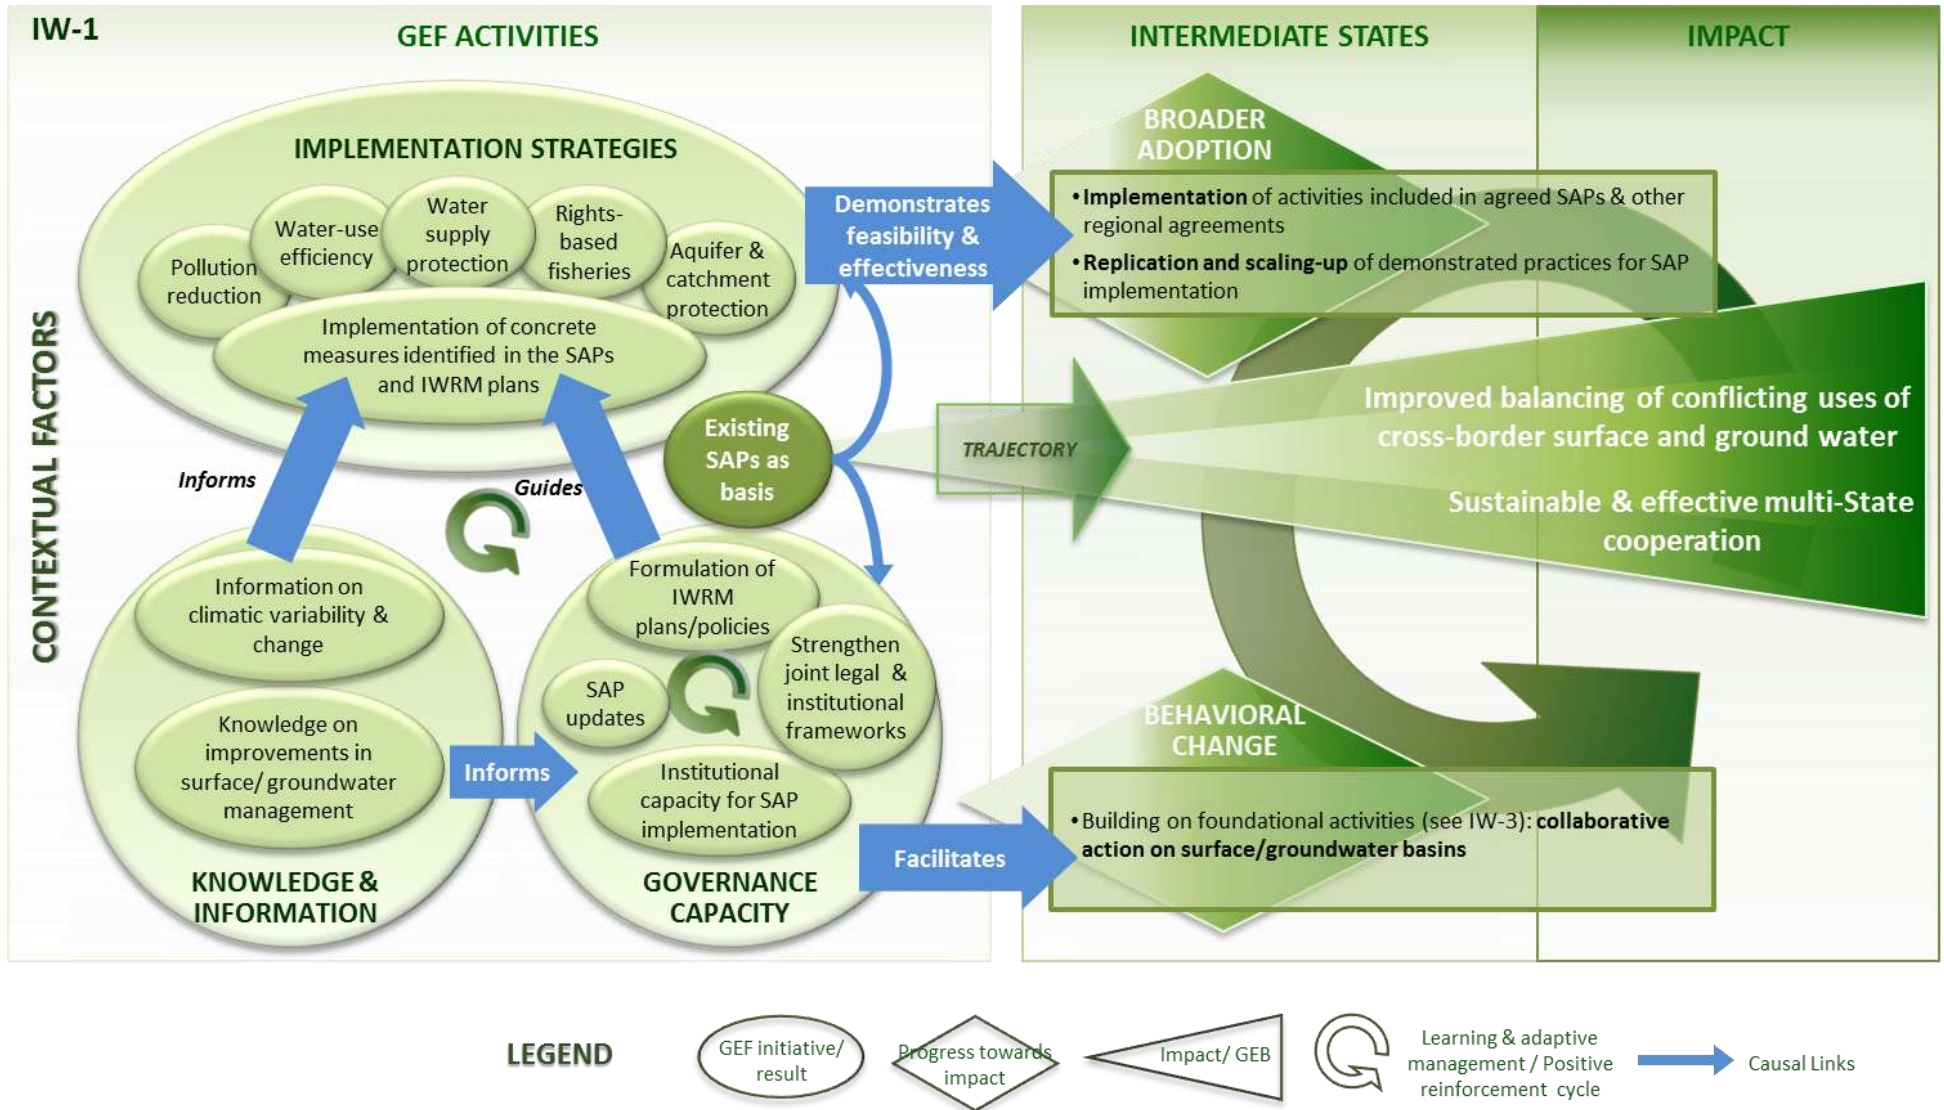 IW-1
GEF ACTIVITIES
INTERMEDIATE STATES
IMPACT
CONTEXTUAL FACTORS
IMPLEMENTATION STRATEGIES
Pollution
reduction
Water-use
efficiency
Water
supply
protection
Rights-
based
fisheries
Aquifer &
catchment
protection
Implementation of concrete
measures identified in the SAPs
and IWRM plans
Informs
Guides
Existing
SAPs as
basis
Information on
climatic variability &
change
Knowledge on
improvements in
surface/ groundwater
management
KNOWLEDGE &
INFORMATION
Informs
Formulation of
IWRM
plans/policies
SAP
updates
Strengthen
joint legal &
institutional
frameworks
Institutional
capacity for SAP
implementation
GOVERNANCE
CAPACITY
Demonstrates
feasibility &
effectiveness
Facilitates
TRAJECTORY
BROADER
ADOPTION
•Implementation of activities included in agreed SAPs & other
regional agreements
•Replication and scaling-up of demonstrated practices for SAP
implementation
Improved balancing of conflicting uses of
cross-border surface and ground water
Sustainable & effective multi-State
cooperation
BEHAVIORAL
CHANGE
•Building on foundational activities (see IW-3): collaborative
action on surface/groundwater basins
LEGEND
GEF initiative/
result
Progress towards
impact
Impact/ GEB
Learning & adaptive
management / Positive
reinforcement cycle
Causal Links